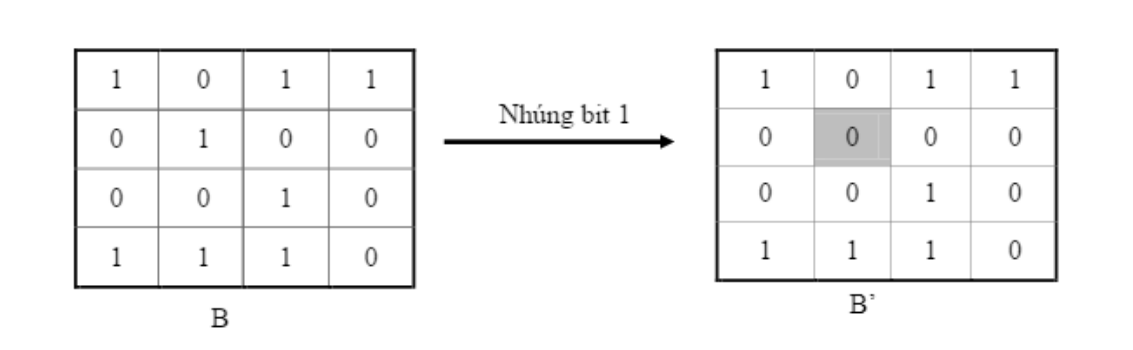 1 0 1 1
0 1 0 0
0 0 1 0
1 1 1 0
B
Nhúng bit 1
1 0 1 1
0 0 0 0
0 0 1 0
1 1 1 0
B’